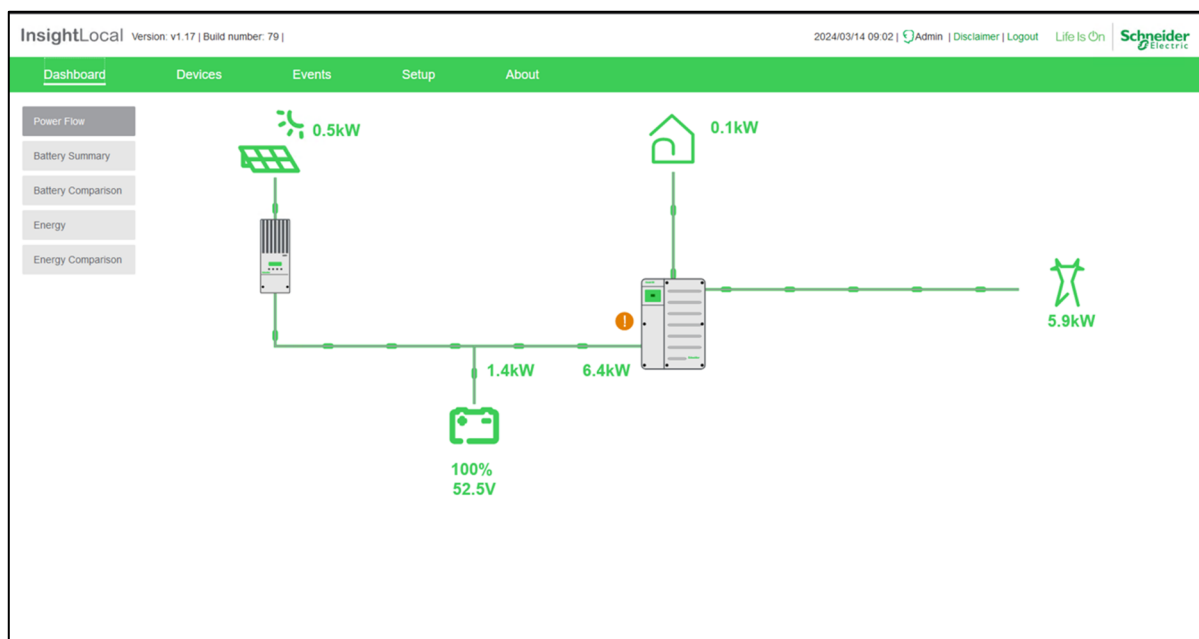 InsightLocal Version: v1.17 | Build number: 79 |
2024/03/14 09:02 | Admin | Disclaimer | Logout
Life Is On
Schneider
Electric
Dashboard Devices Events Setup About
Power Flow
Battery Summary
Battery Comparison
Energy
Energy Comparison
0.5kW
0.1kW
5.9kW
1.4kW
6.4kW
100%
52.5V